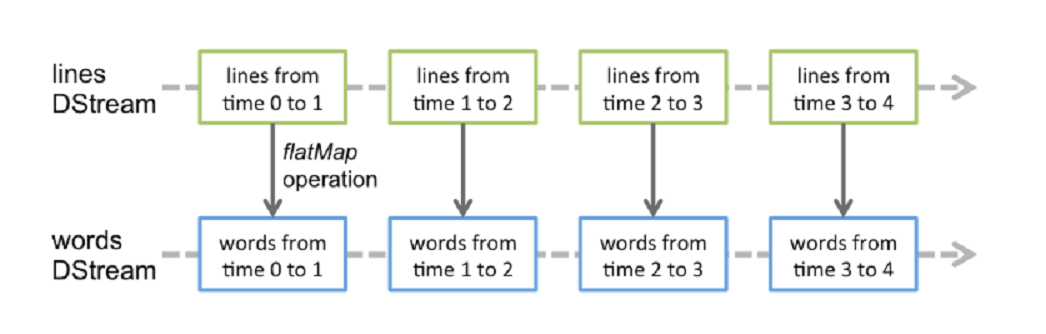 lines
DStream
lines from
time 0 to 1
lines from
time 1 to 2
lines from
time 2 to 3
lines from
time 3 to 4
flatMap
operation
words
DStream
words from
time 0 to 1
words from
time 1 to 2
words from
time 2 to 3
words from
time 3 to 4